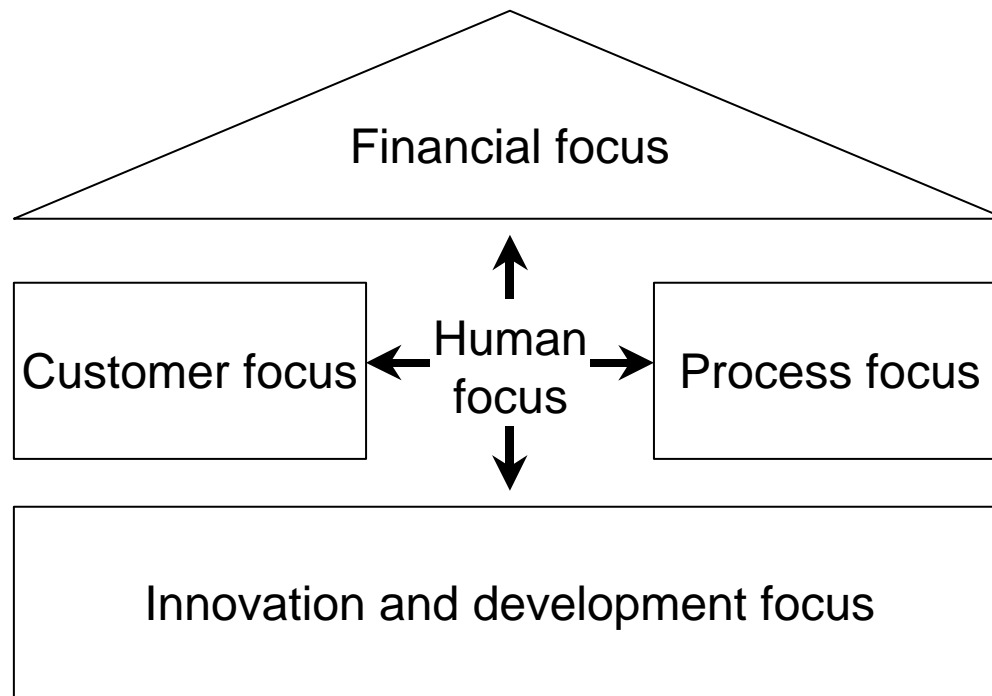 Financial focus
Customer focus
Human
focus
Process focus
Innovation and development focus